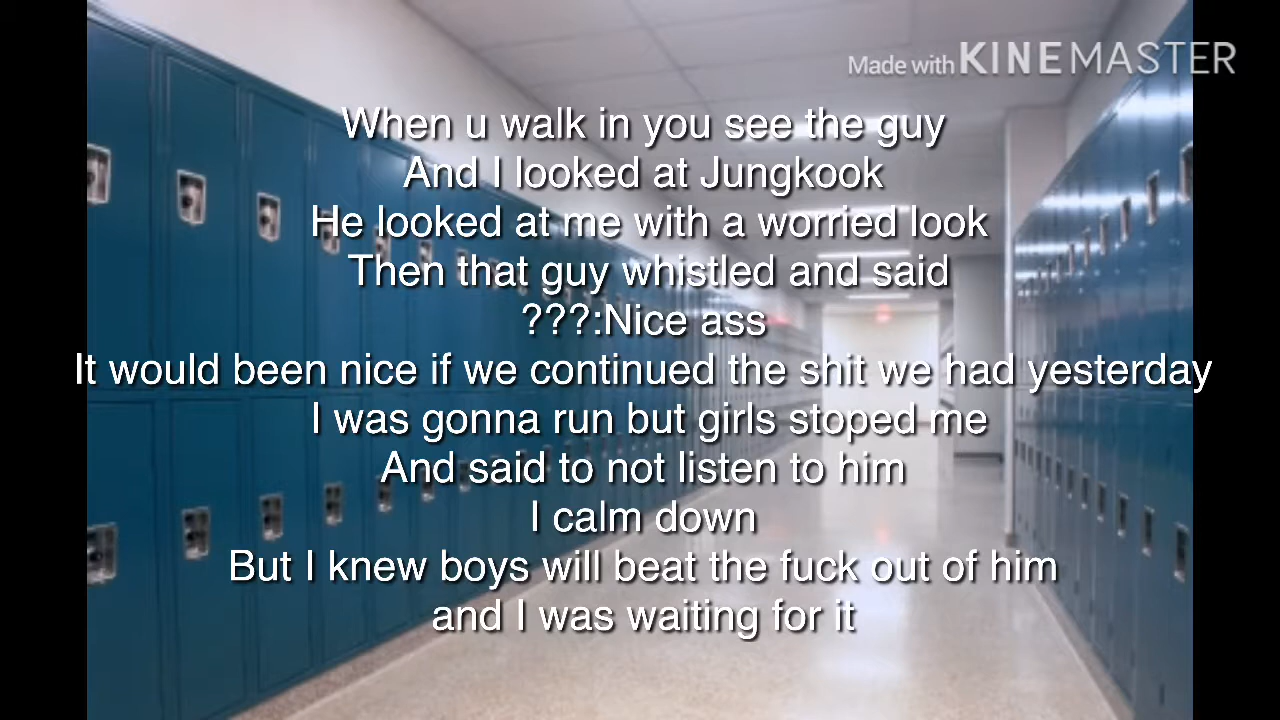 Made with KINEMASTER
When u walk in you see the guy
And I looked at Jungkook
He looked at me with a worried look
Then that guy whistled and said
???:Nice ass
It would been nice if we continued the shit we had yesterday
I was gonna run but girls stoped me
And said to not listen to him
I calm down
But I knew boys will beat the fuck out of him
and I was waiting for it